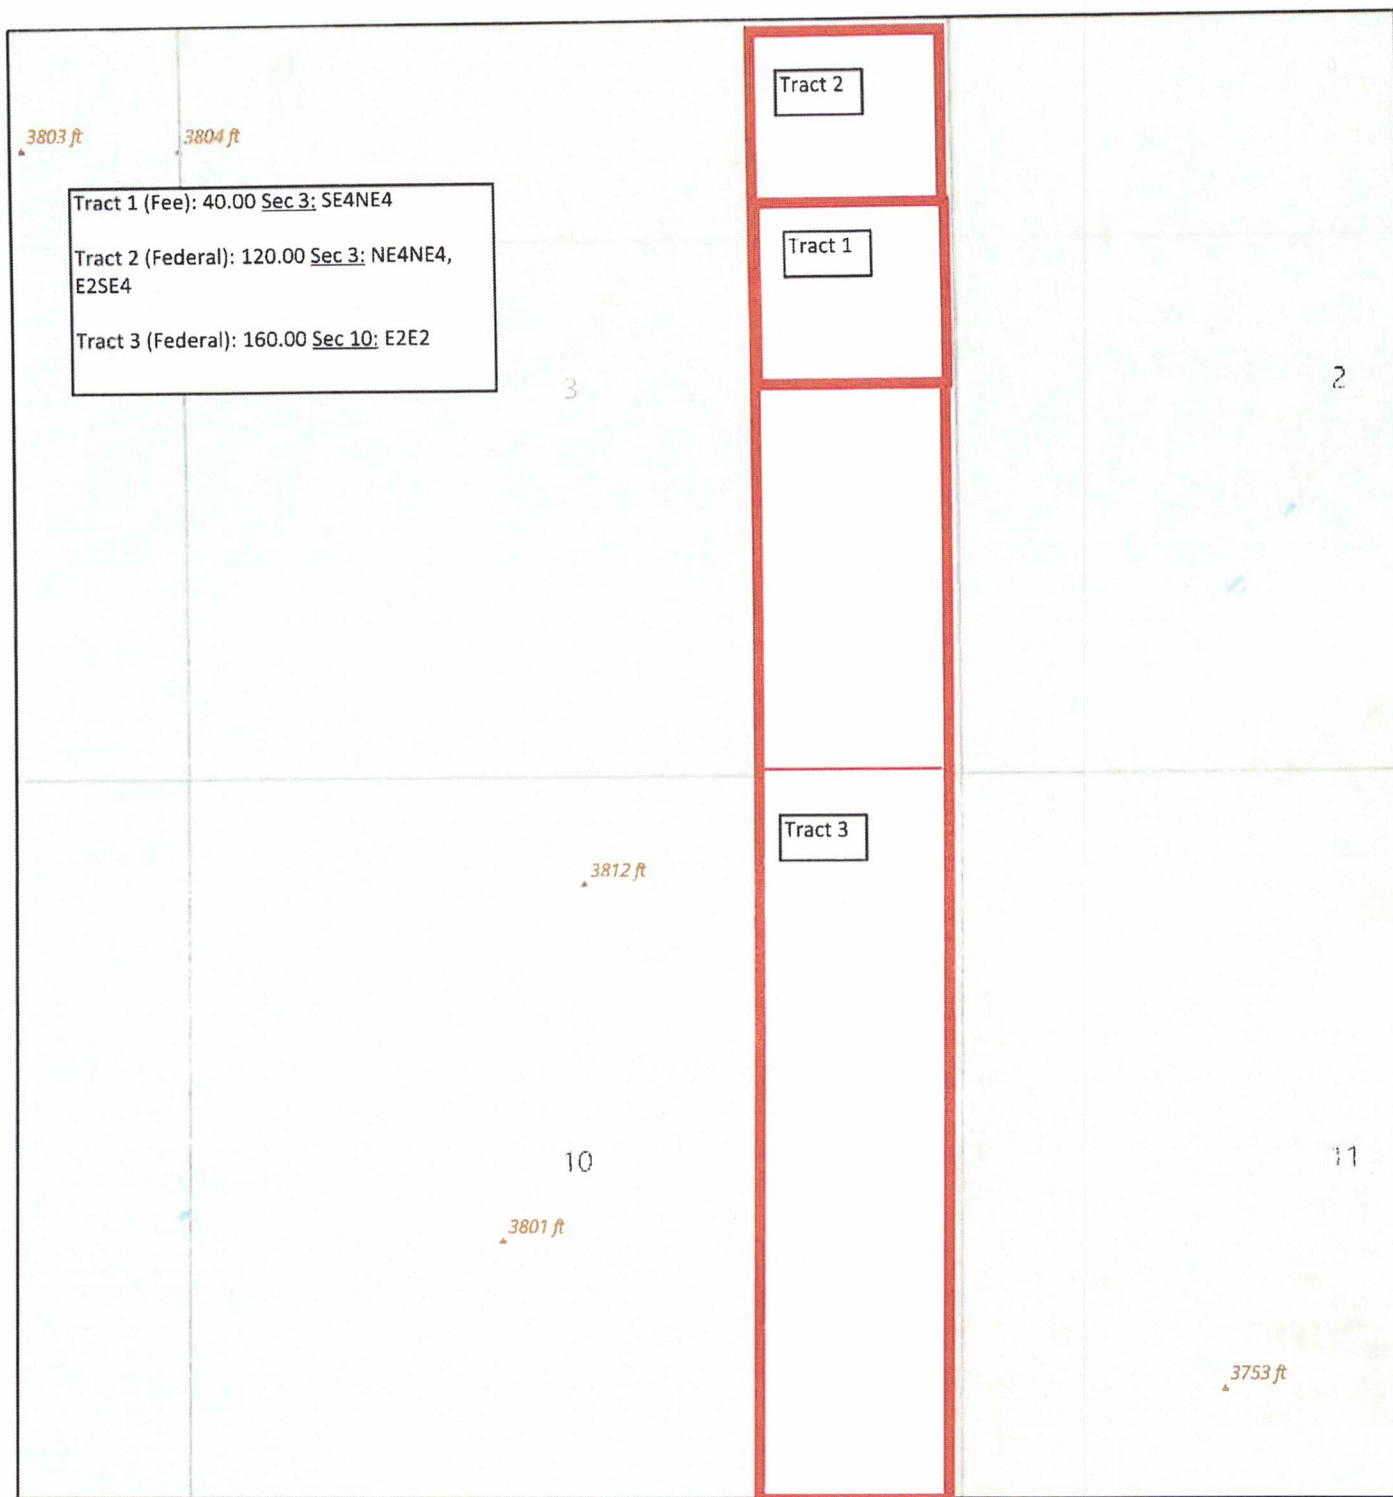 Tract 2
3803 ft
3804 ft
Tract 1 (Fee): 40.00 Sec 3: SE4NE4
Tract 2 (Federal): 120.00 Sec 3: NE4NE4,
E2SE4
Tract 3 (Federal): 160.00 Sec 10: E2E2
Tract 1
3
2
Tract 3
3812 ft
10
11
3801 ft
3753 ft